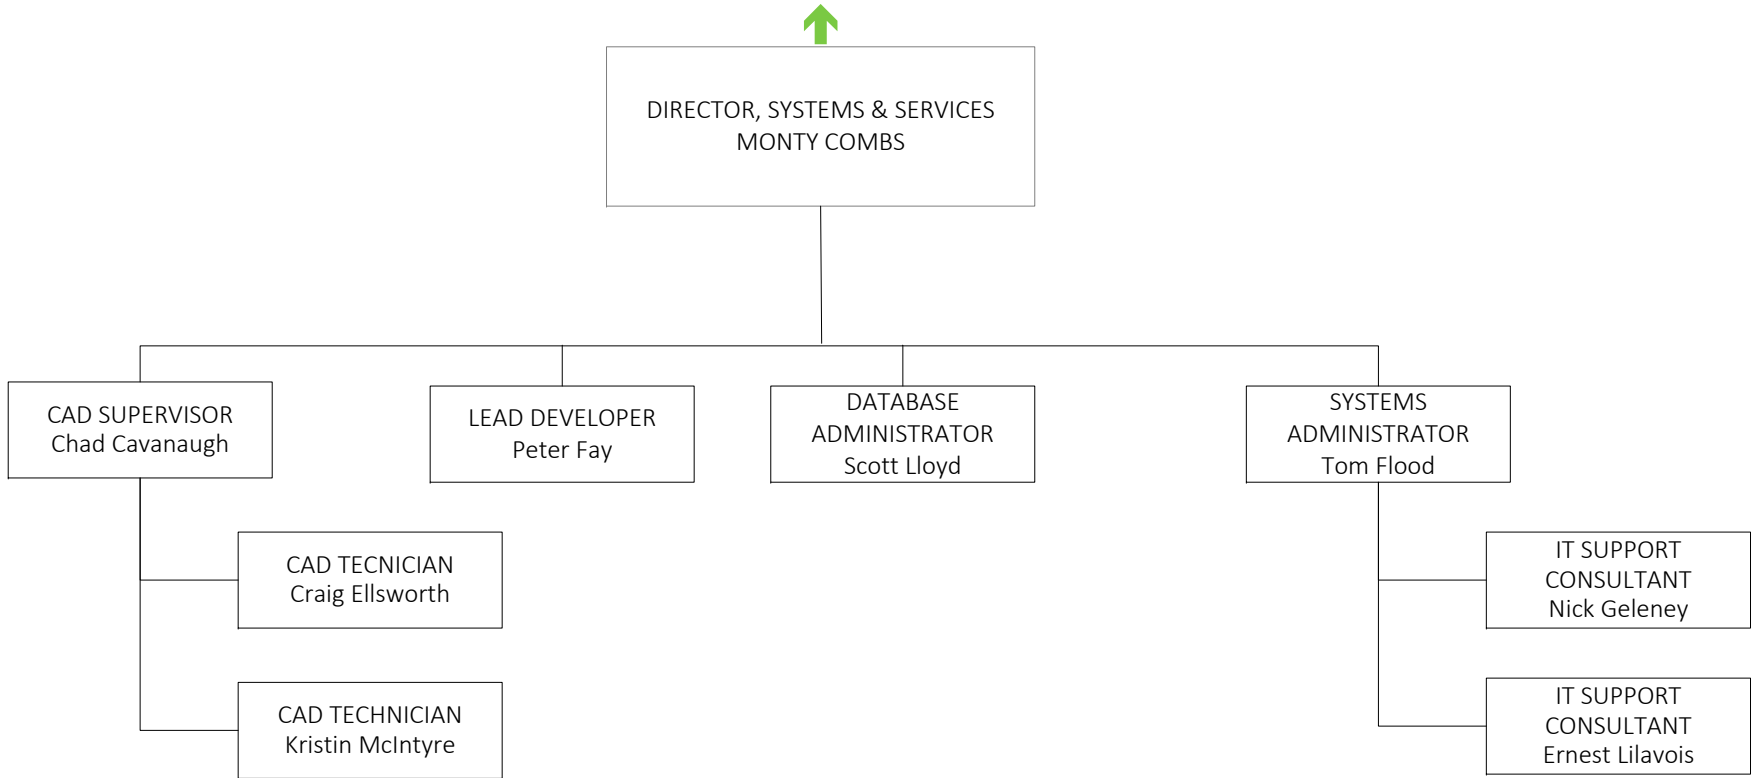 DIRECTOR, SYSTEMS & SERVICES
MONTY COMBS
CAD SUPERVISOR
Chad Cavanaugh
LEAD DEVELOPER
Peter Fay
DATABASE
ADMINISTRATOR
Scott Lloyd
SYSTEMS
ADMINISTRATOR
Tom Flood
CAD TECNICIAN
Craig Ellsworth
IT SUPPORT
CONSULTANT
Nick Geleney
CAD TECHNICIAN
Kristin McIntyre
IT SUPPORT
CONSULTANT
Ernest Lilavois